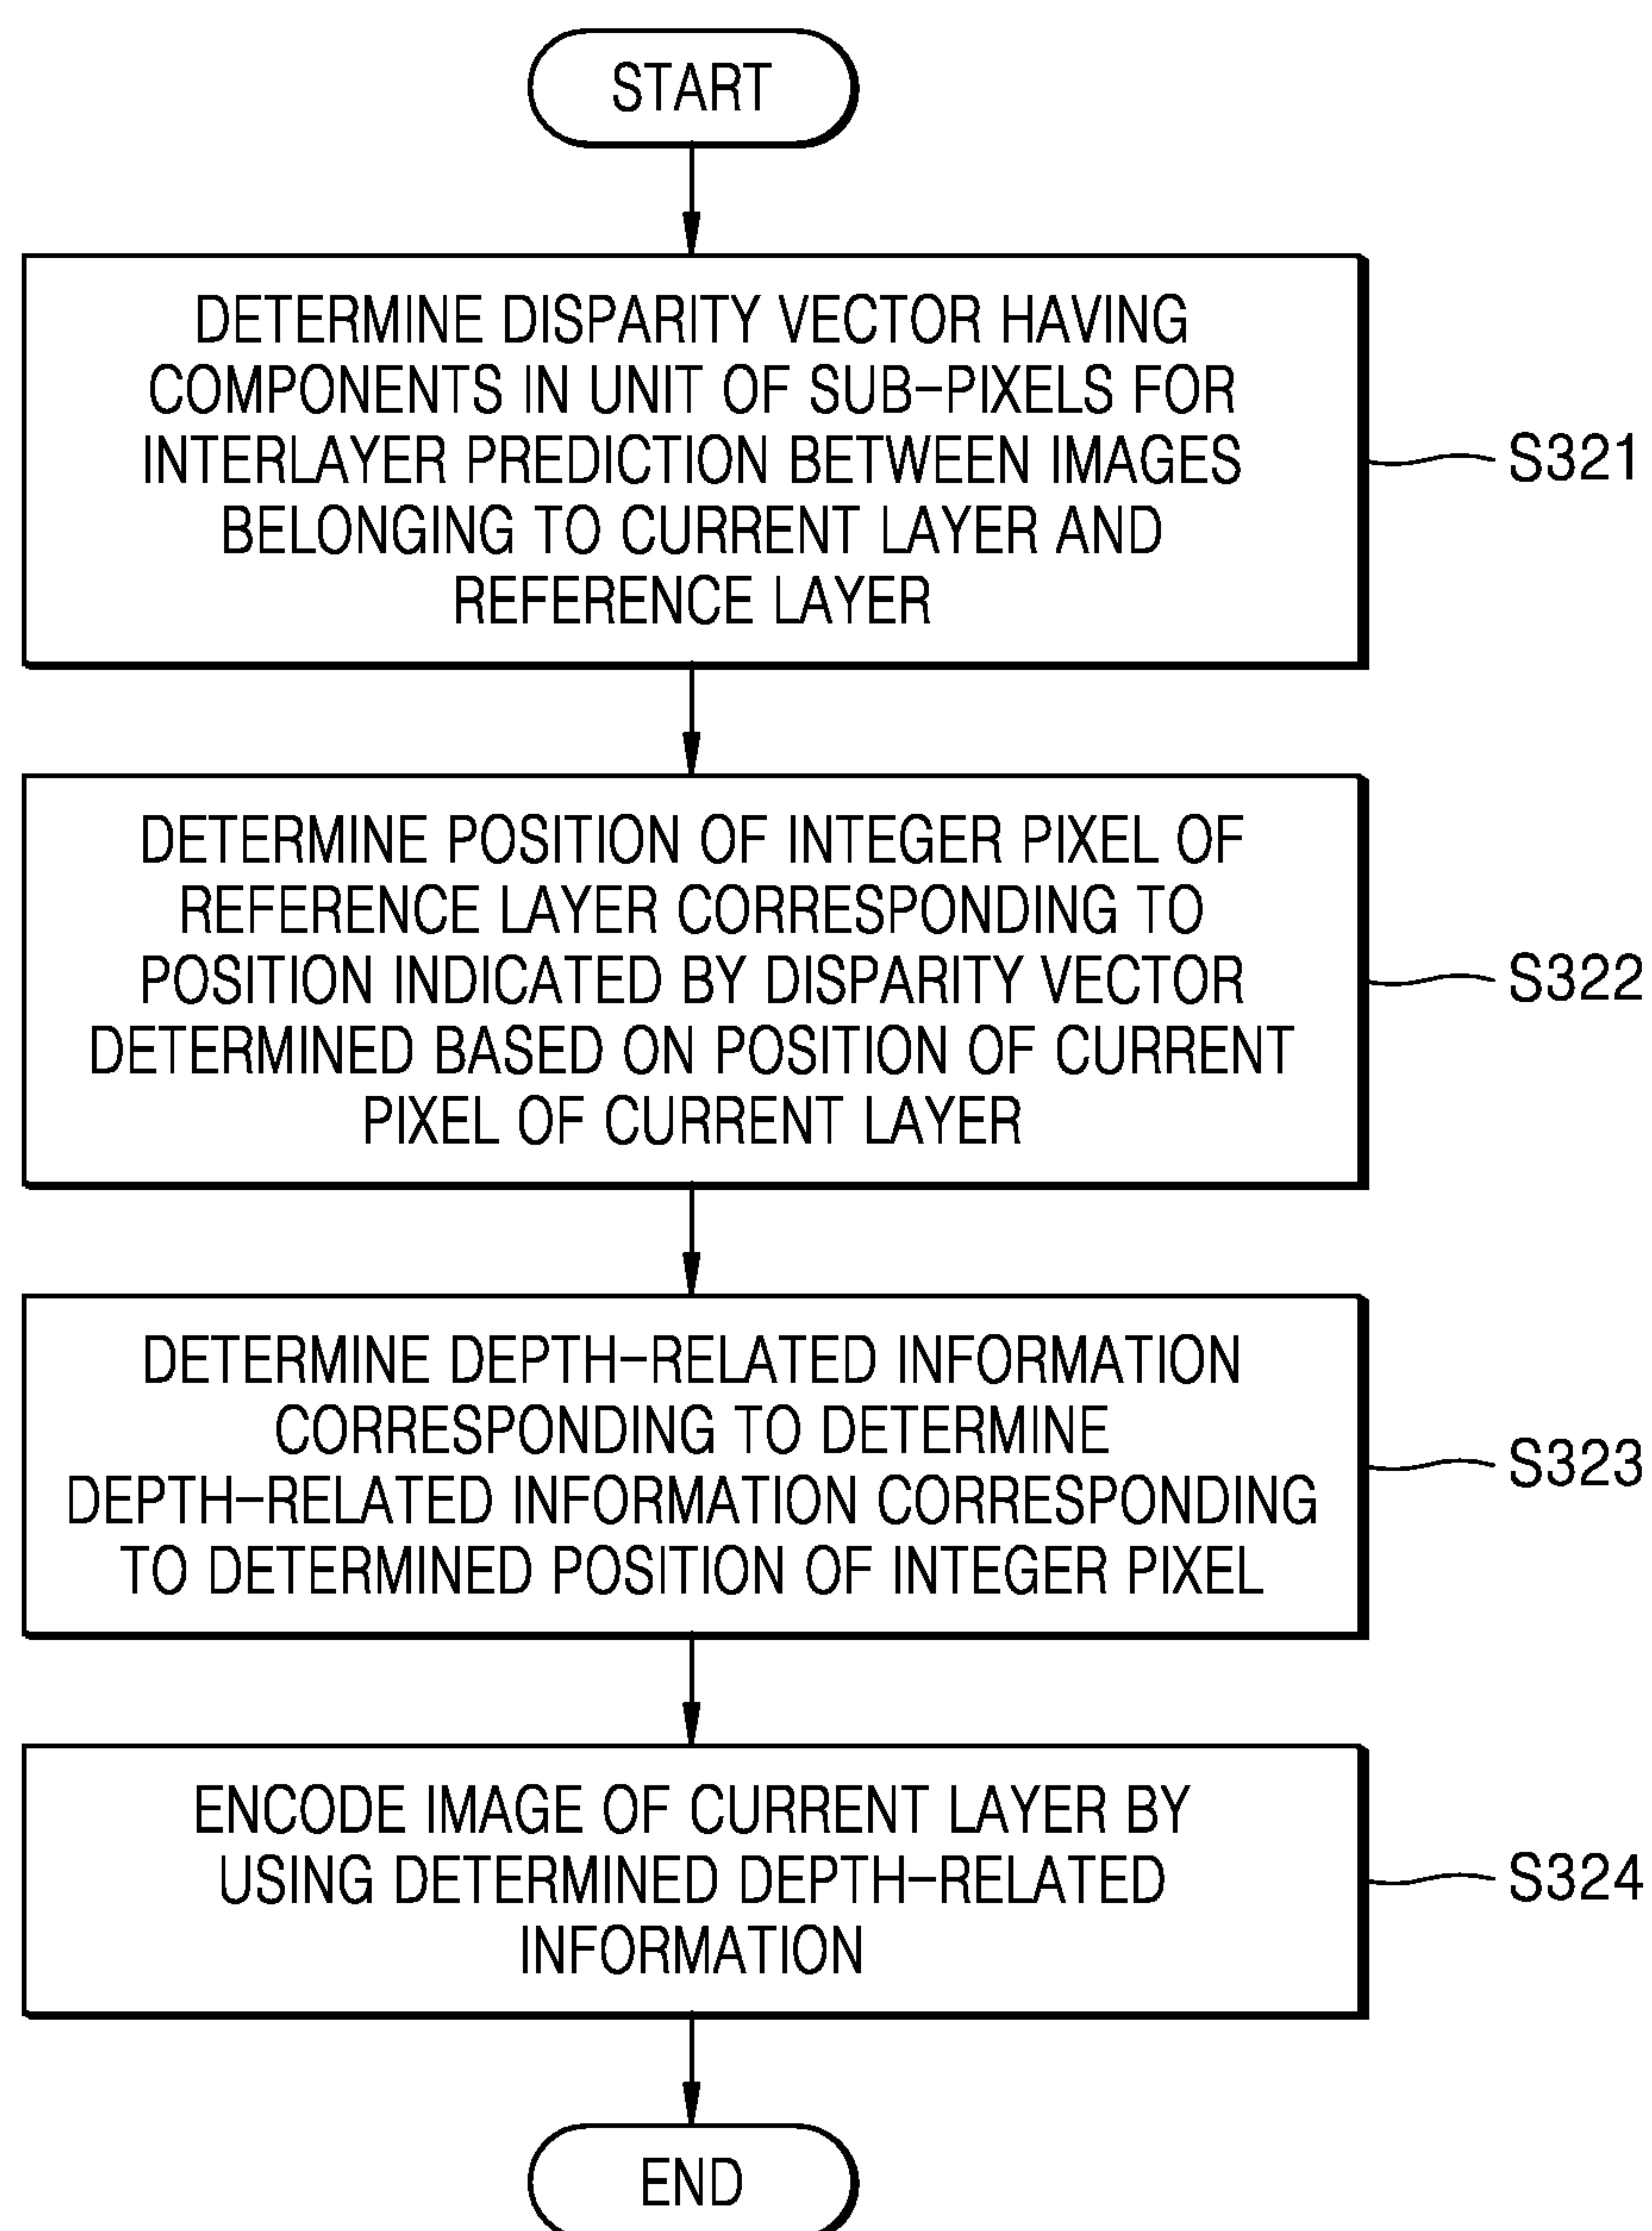 START
DETERMINE DISPARITY VECTOR HAVING
COMPONENTS IN UNIT OF SUB-PIXELS FOR
INTERLAYER PREDICTION BETWEEN IMAGES
BELONGING TO CURRENT LAYER AND
REFERENCE LAYER
S321
DETERMINE POSITION OF INTEGER PIXEL OF
REFERENCE LAYER CORRESPONDING TO
POSITION INDICATED BY DISPARITY VECTOR
DETERMINED BASED ON POSITION OF CURRENT
PIXEL OF CURRENT LAYER
S322
DETERMINE DEPTH-RELATED INFORMATION
CORRESPONDING TO DETERMINE
DEPTH-RELATED INFORMATION CORRESPONDING
TO DETERMINED POSITION OF INTEGER PIXEL
S323
ENCODE IMAGE OF CURRENT LAYER BY
USING DETERMINED DEPTH-RELATED
INFORMATION
S324
END